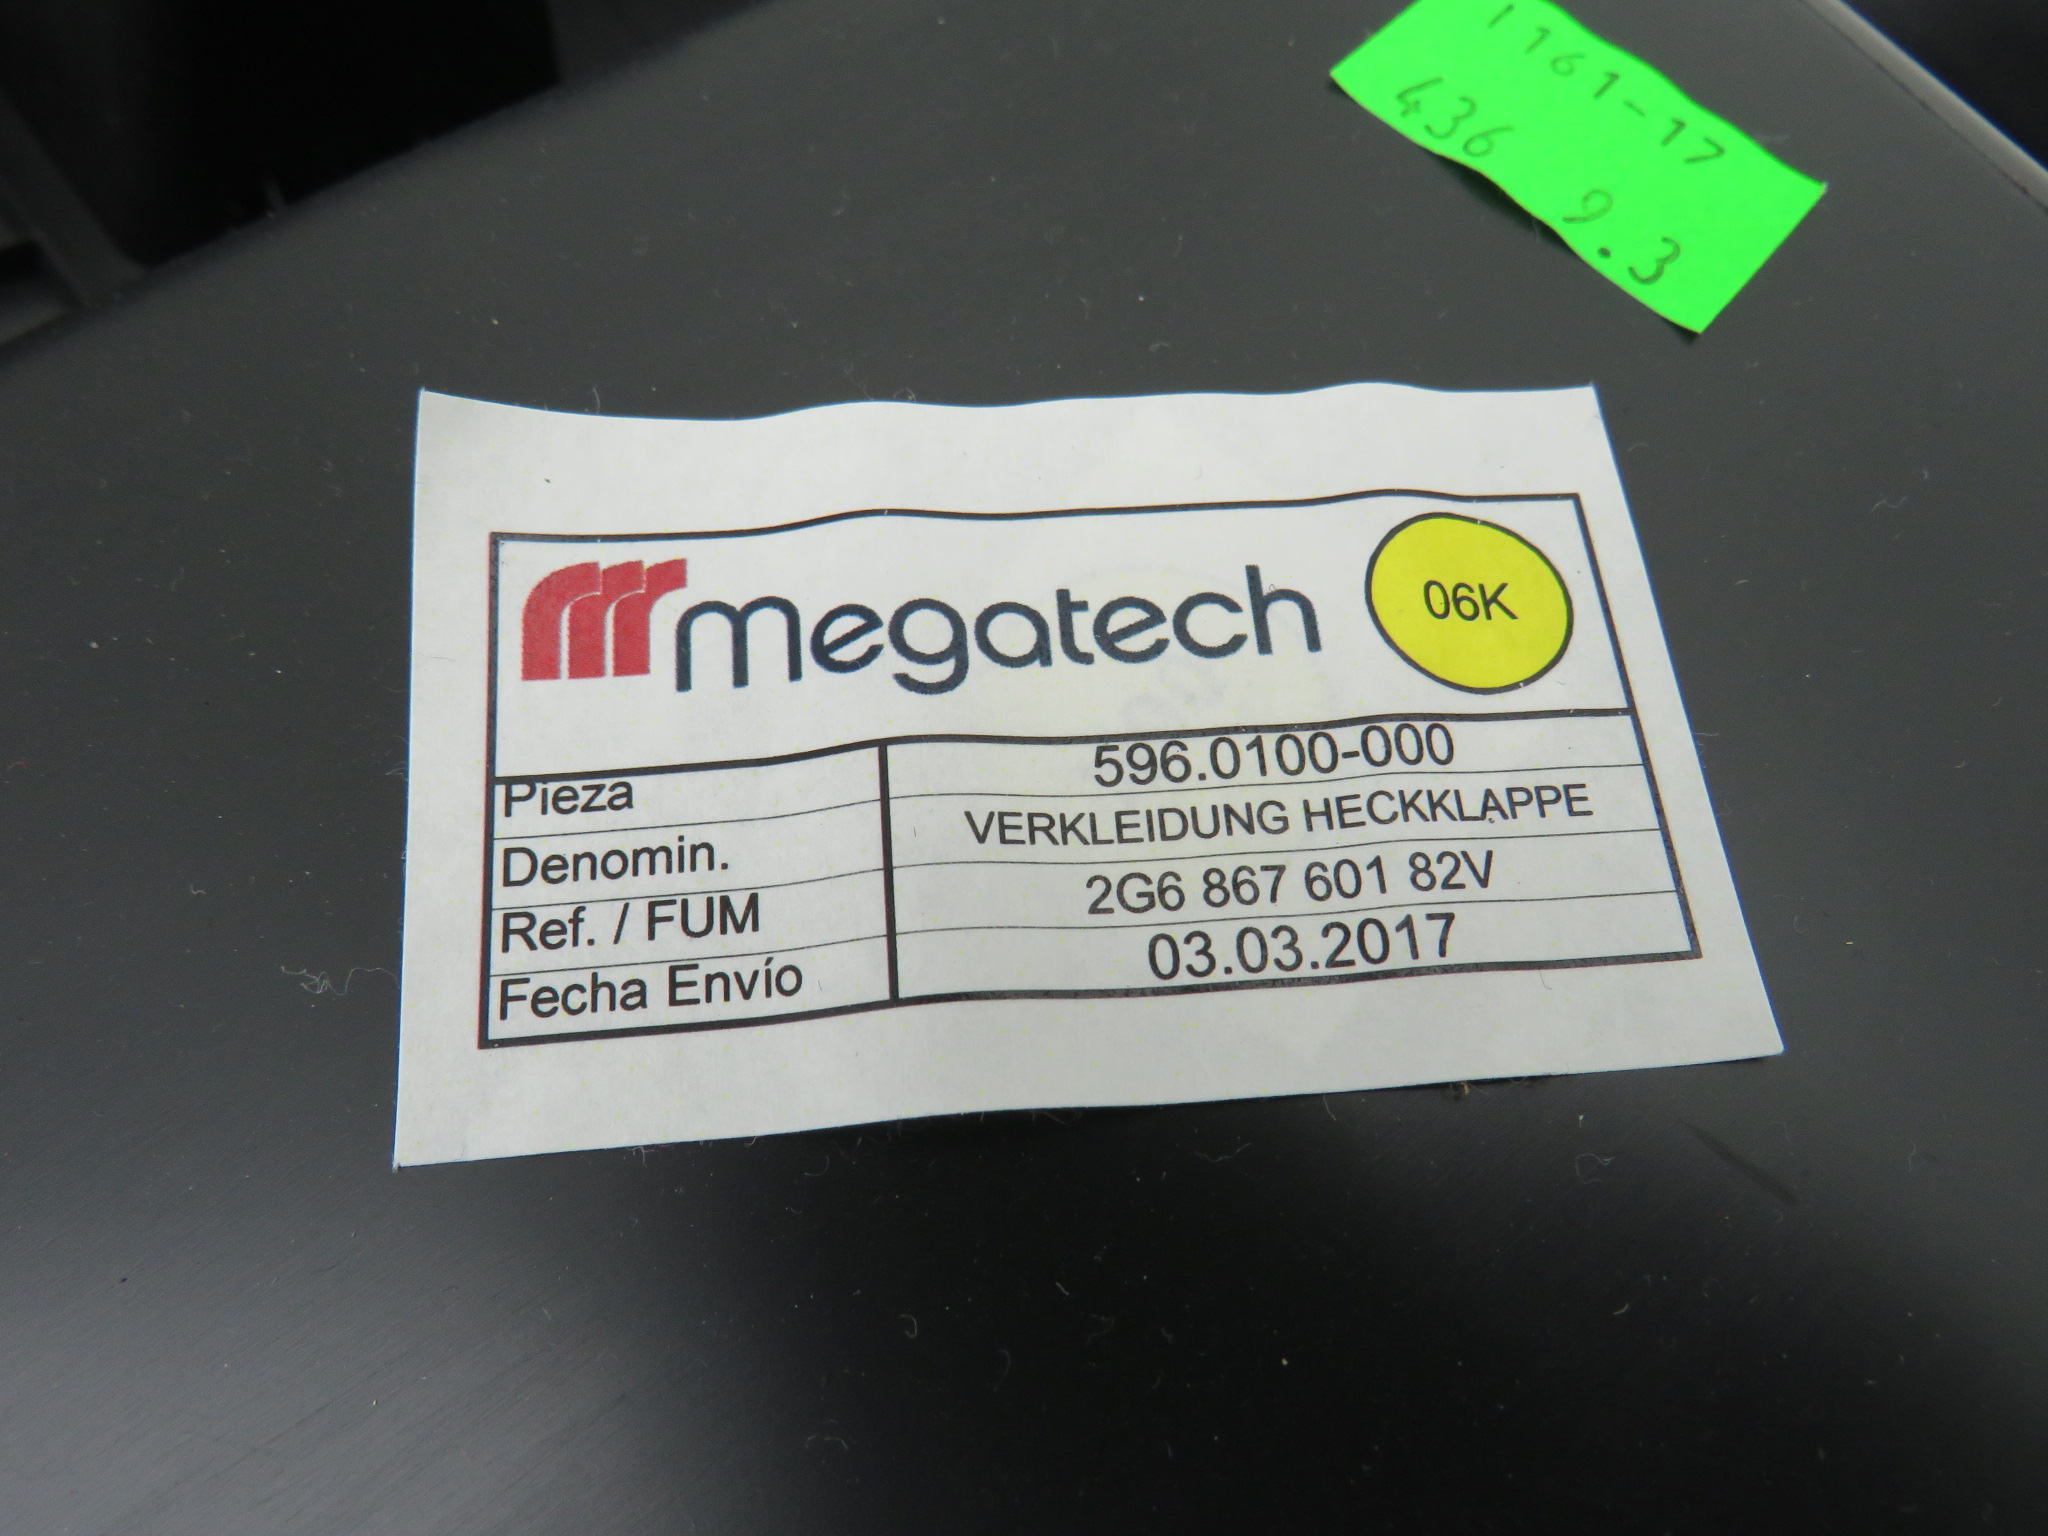 1161-17
436 9.3
megatech
06K
Pieza 596.0100-000
Denomin. VERKLEIDUNG HECKKLAPPE
Ref. / FUM 2G6 867 601 82V
Fecha Envío 03.03.2017